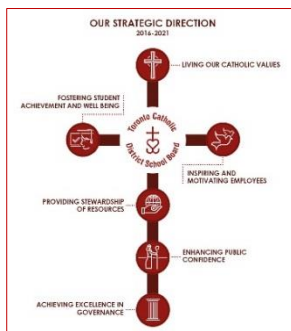 OUR STRATEGIC DIRECTION
2016-2021
LIVING OUR CATHOLIC VALUES
FOSTERING STUDENT
ACHIEVEMENT AND WELL BEING
Toronto Catholic
District School Board
INSPIRING AND
MOTIVATING EMPLOYEES
PROVIDING STEWARDSHIP
OF RESOURCES
ENHANCING PUBLIC
CONFIDENCE
ACHIEVING EXCELLENCE IN
GOVERNANCE